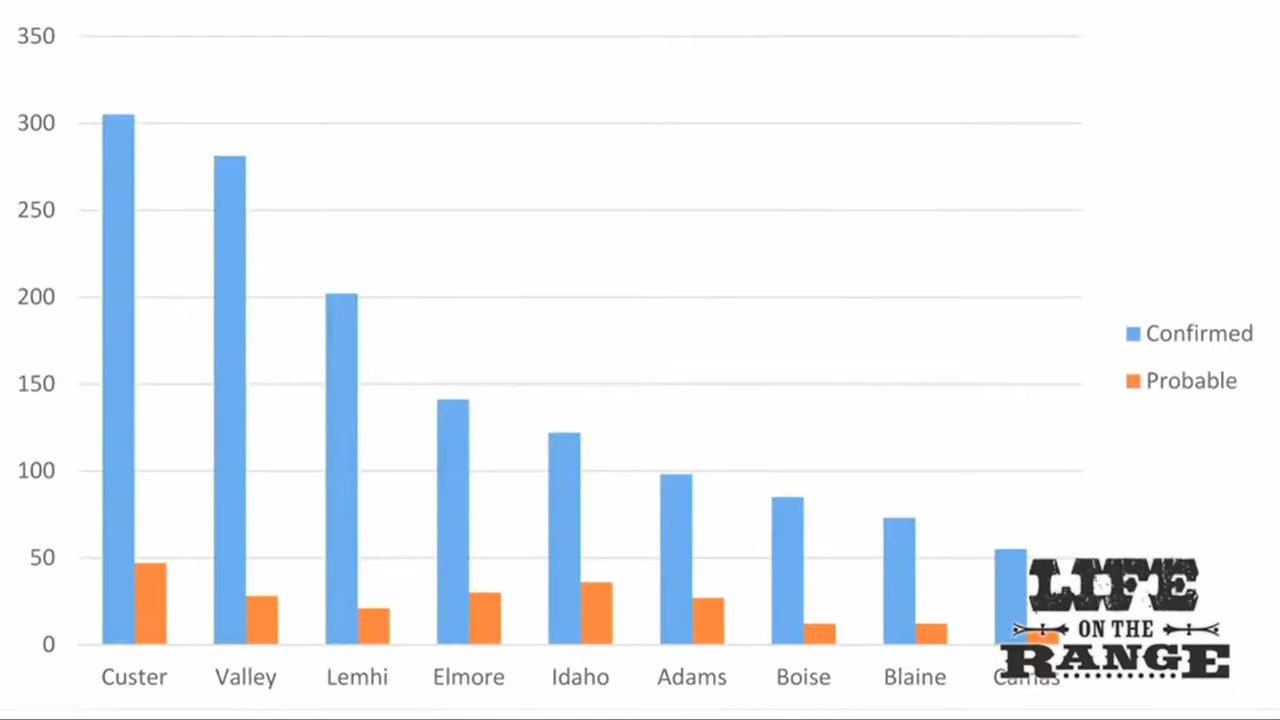 350
300
250
200
150
100
50
0
Custer Valley Lemhi Elmore Idaho Adams Boise Blaine Camas
Confirmed
Probable
LIFE
ON THE
RANGE